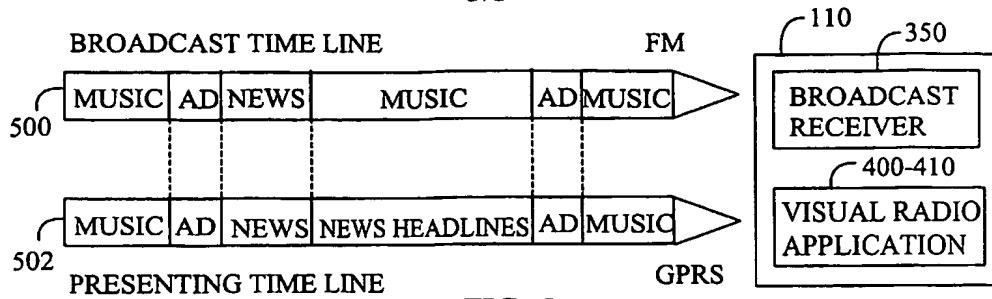 BROADCAST TIME LINE
FM
110
350
500
MUSIC AD NEWS MUSIC AD MUSIC
BROADCAST
RECEIVER
400-410
502
MUSIC AD NEWS NEWS HEADLINES AD MUSIC
VISUAL RADIO
APPLICATION
PRESENTING TIME LINE
GPRS